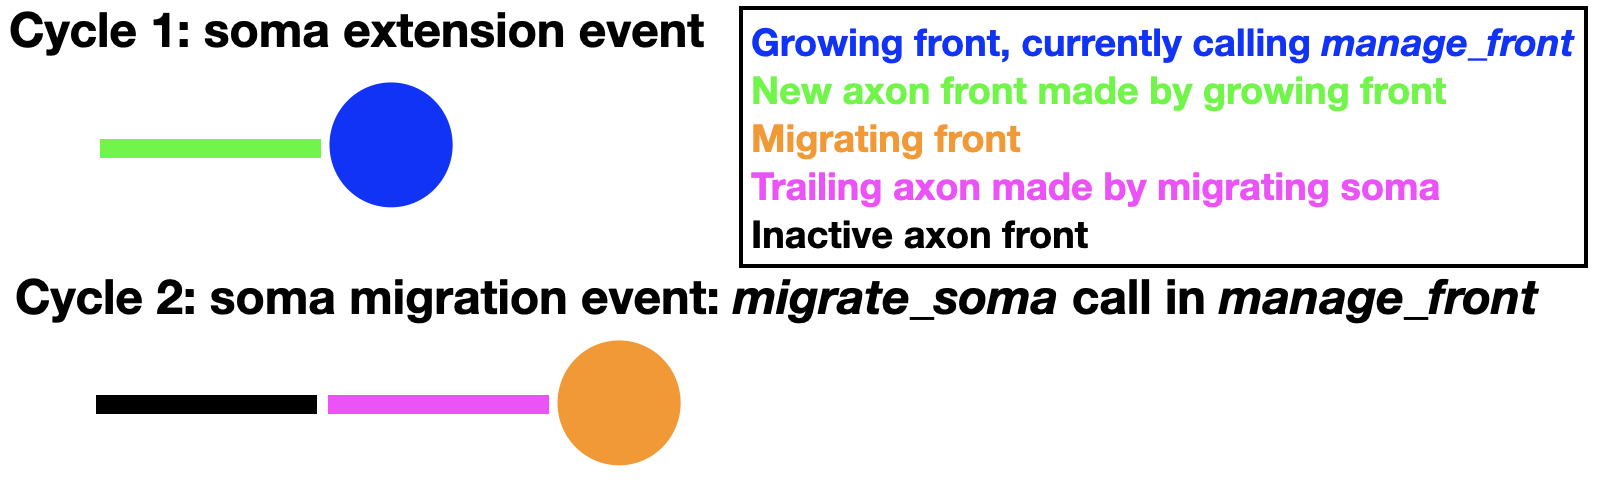 Cycle 1: soma extension event
Growing front, currently calling manage_front
New axon front made by growing front
Migrating front
Trailing axon made by migrating soma
Inactive axon front
Cycle 2: soma migration event: migrate_soma call in manage_front